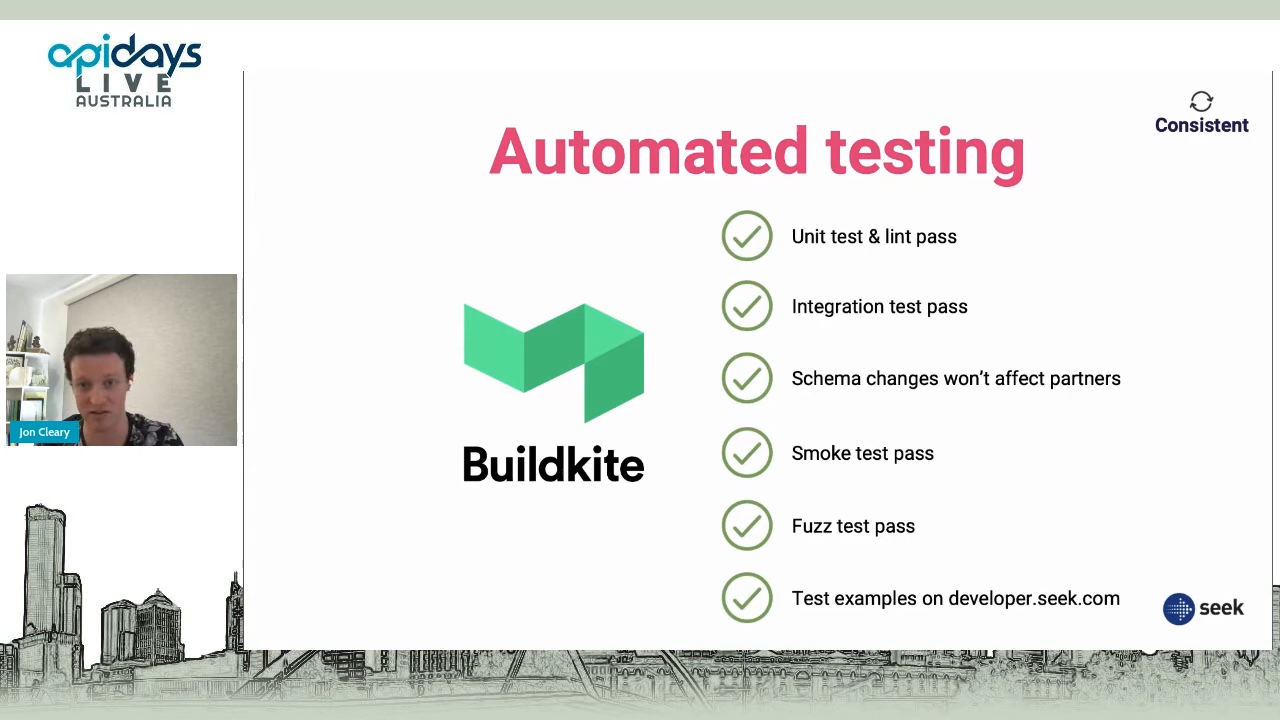 apidays
LIVE
AUSTRALIA
Consistent
Automated testing
Unit test & lint pass
Integration test pass
Schema changes won’t affect partners
Smoke test pass
Fuzz test pass
Test examples on developer.seek.com
Buildkite
seek
Jon Cleary